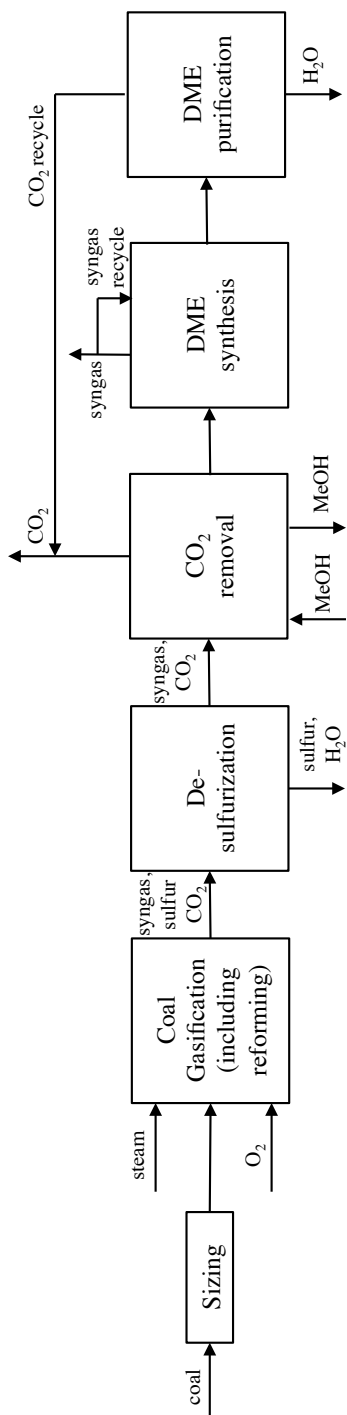 coal
Sizing
steam
O₂
Coal
Gasification
(including
reforming)
syngas,
sulfur
CO₂
De-
sulfurization
sulfur,
H₂O
syngas,
CO₂
CO₂
removal
MeOH
MeOH
CO₂
CO₂ recycle
syngas
syngas
recycle
DME
synthesis
DME
purification
H₂O